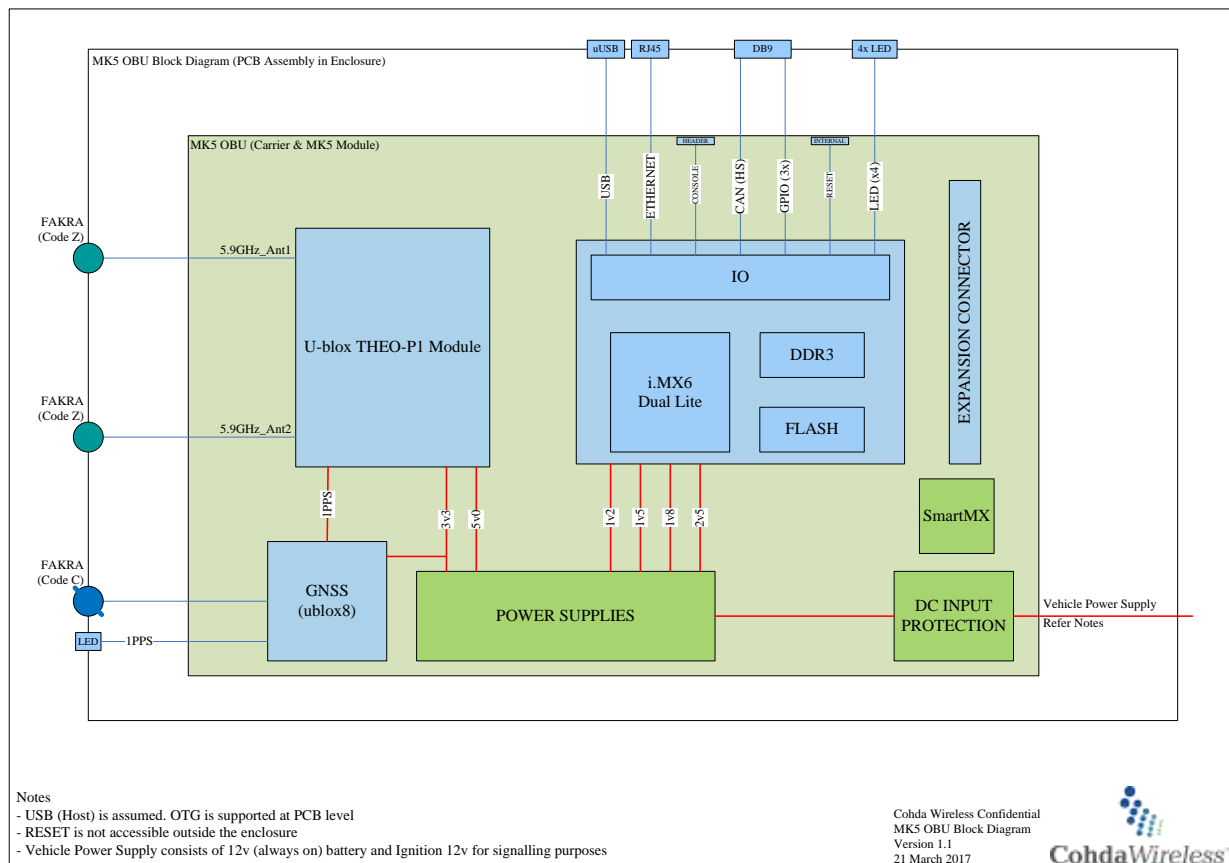 uUSB
RJ45
DB9
4x LED
MK5 OBU Block Diagram (PCB Assembly in Enclosure)
MK5 OBU (Carrier & MK5 Module)
HEADER
INTERNAL
USB
ETHERNET
CONSOLE
CAN (HS)
GPIO (3x)
RESET
LED (x4)
FAKRA
(Code Z)
5.9GHz_Ant1
U-blox THEO-P1 Module
IO
i.MX6
Dual Lite
DDR3
FLASH
EXPANSION CONNECTOR
FAKRA
(Code Z)
5.9GHz_Ant2
1PPS
3v3
5v0
1v2
1v5
1v8
2v5
SmartMX
FAKRA
(Code C)
GNSS
(ublox8)
POWER SUPPLIES
DC INPUT
PROTECTION
Vehicle Power Supply
Refer Notes
LED
1PPS
Notes
- USB (Host) is assumed. OTG is supported at PCB level
- RESET is not accessible outside the enclosure
- Vehicle Power Supply consists of 12v (always on) battery and Ignition 12v for signalling purposes
Cohda Wireless Confidential
MK5 OBU Block Diagram
Version 1.1
21 March 2017
CohdaWireless